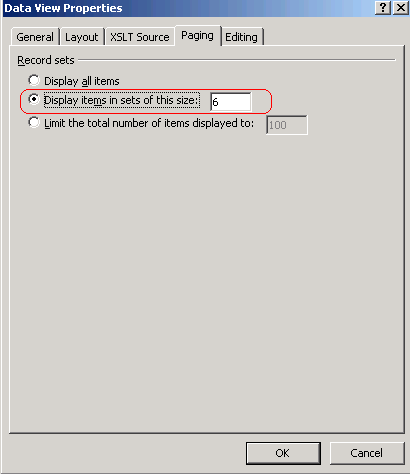 Data View Properties
General Layout XSLT Source Paging Editing
Record sets
Display all items
Display items in sets of this size: 6
Limit the total number of items displayed to: 100
OK Cancel